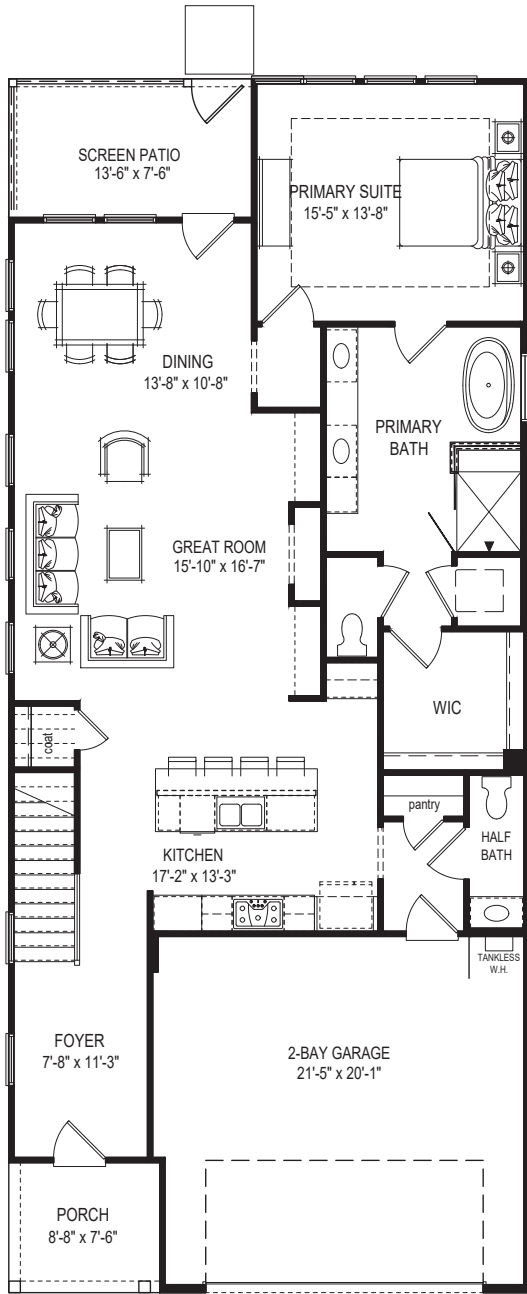 SCREEN PATIO
13'-6" x 7'-6"
PRIMARY SUITE
15'-5" x 13'-8"
DINING
13'-8" x 10'-8"
PRIMARY
BATH
GREAT ROOM
15'-10" x 16'-7"
WIC
coat
pantry
HALF
BATH
KITCHEN
17'-2" x 13'-3"
TANKLESS
W.H.
FOYER
7'-8" x 11'-3"
2-BAY GARAGE
21'-5" x 20'-1"
PORCH
8'-8" x 7'-6"